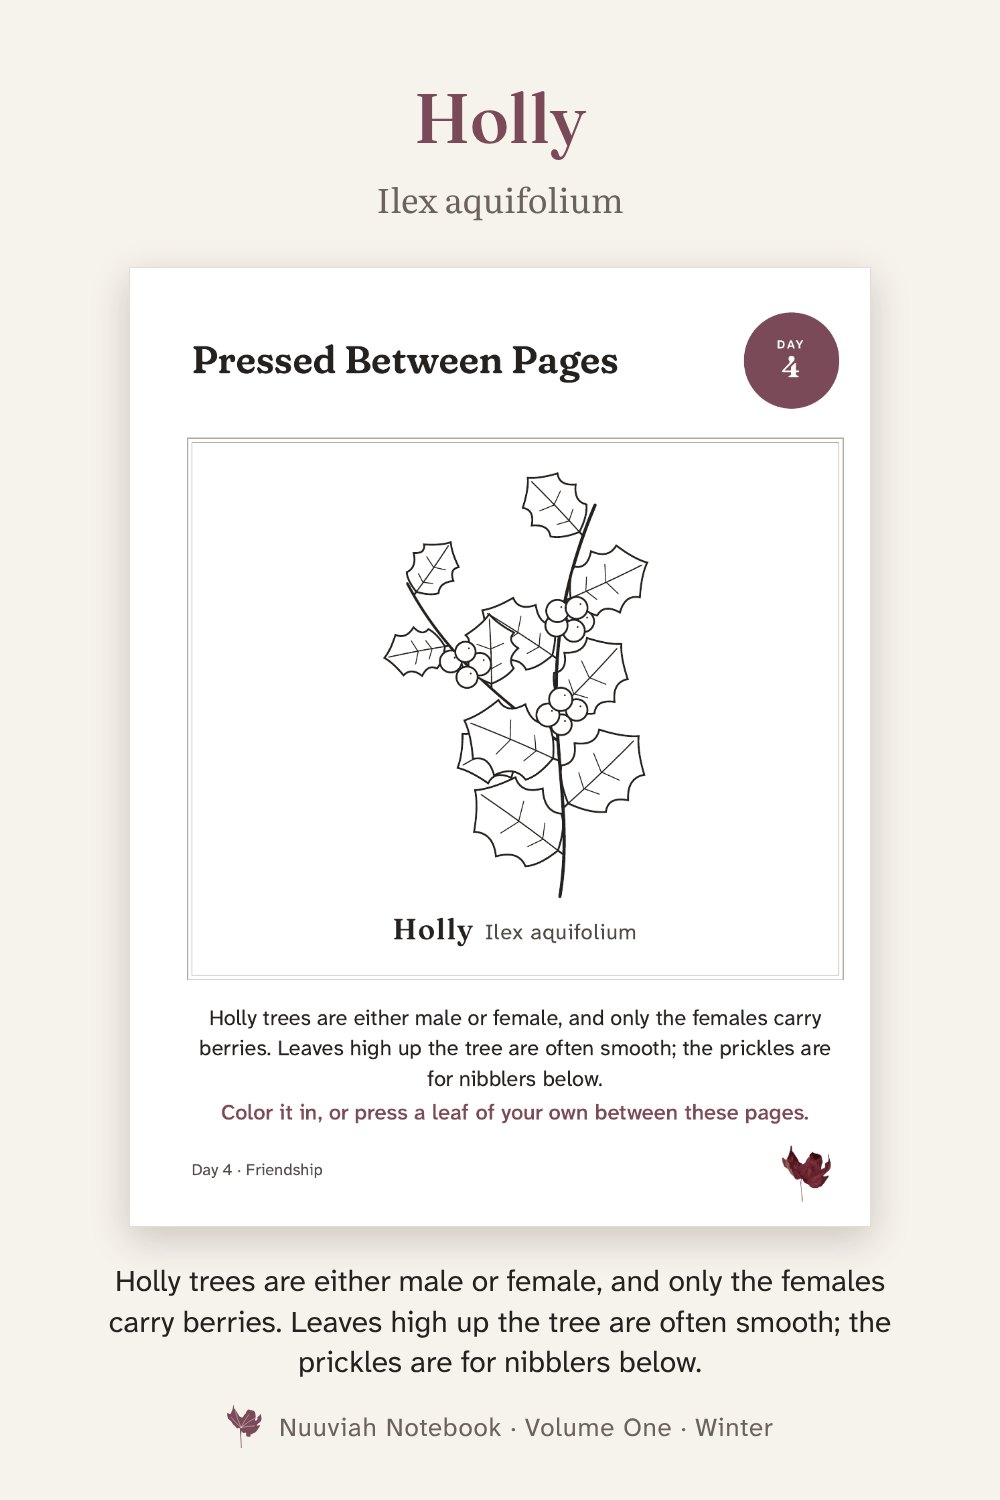 Holly
Ilex aquifolium
Pressed Between Pages
DAY
4
Holly Ilex aquifolium
Holly trees are either male or female, and only the females carry
berries. Leaves high up the tree are often smooth; the prickles are
for nibblers below.
Color it in, or press a leaf of your own between these pages.
Day 4 · Friendship
Holly trees are either male or female, and only the females
carry berries. Leaves high up the tree are often smooth; the
prickles are for nibblers below.
Nuuviah Notebook · Volume One · Winter